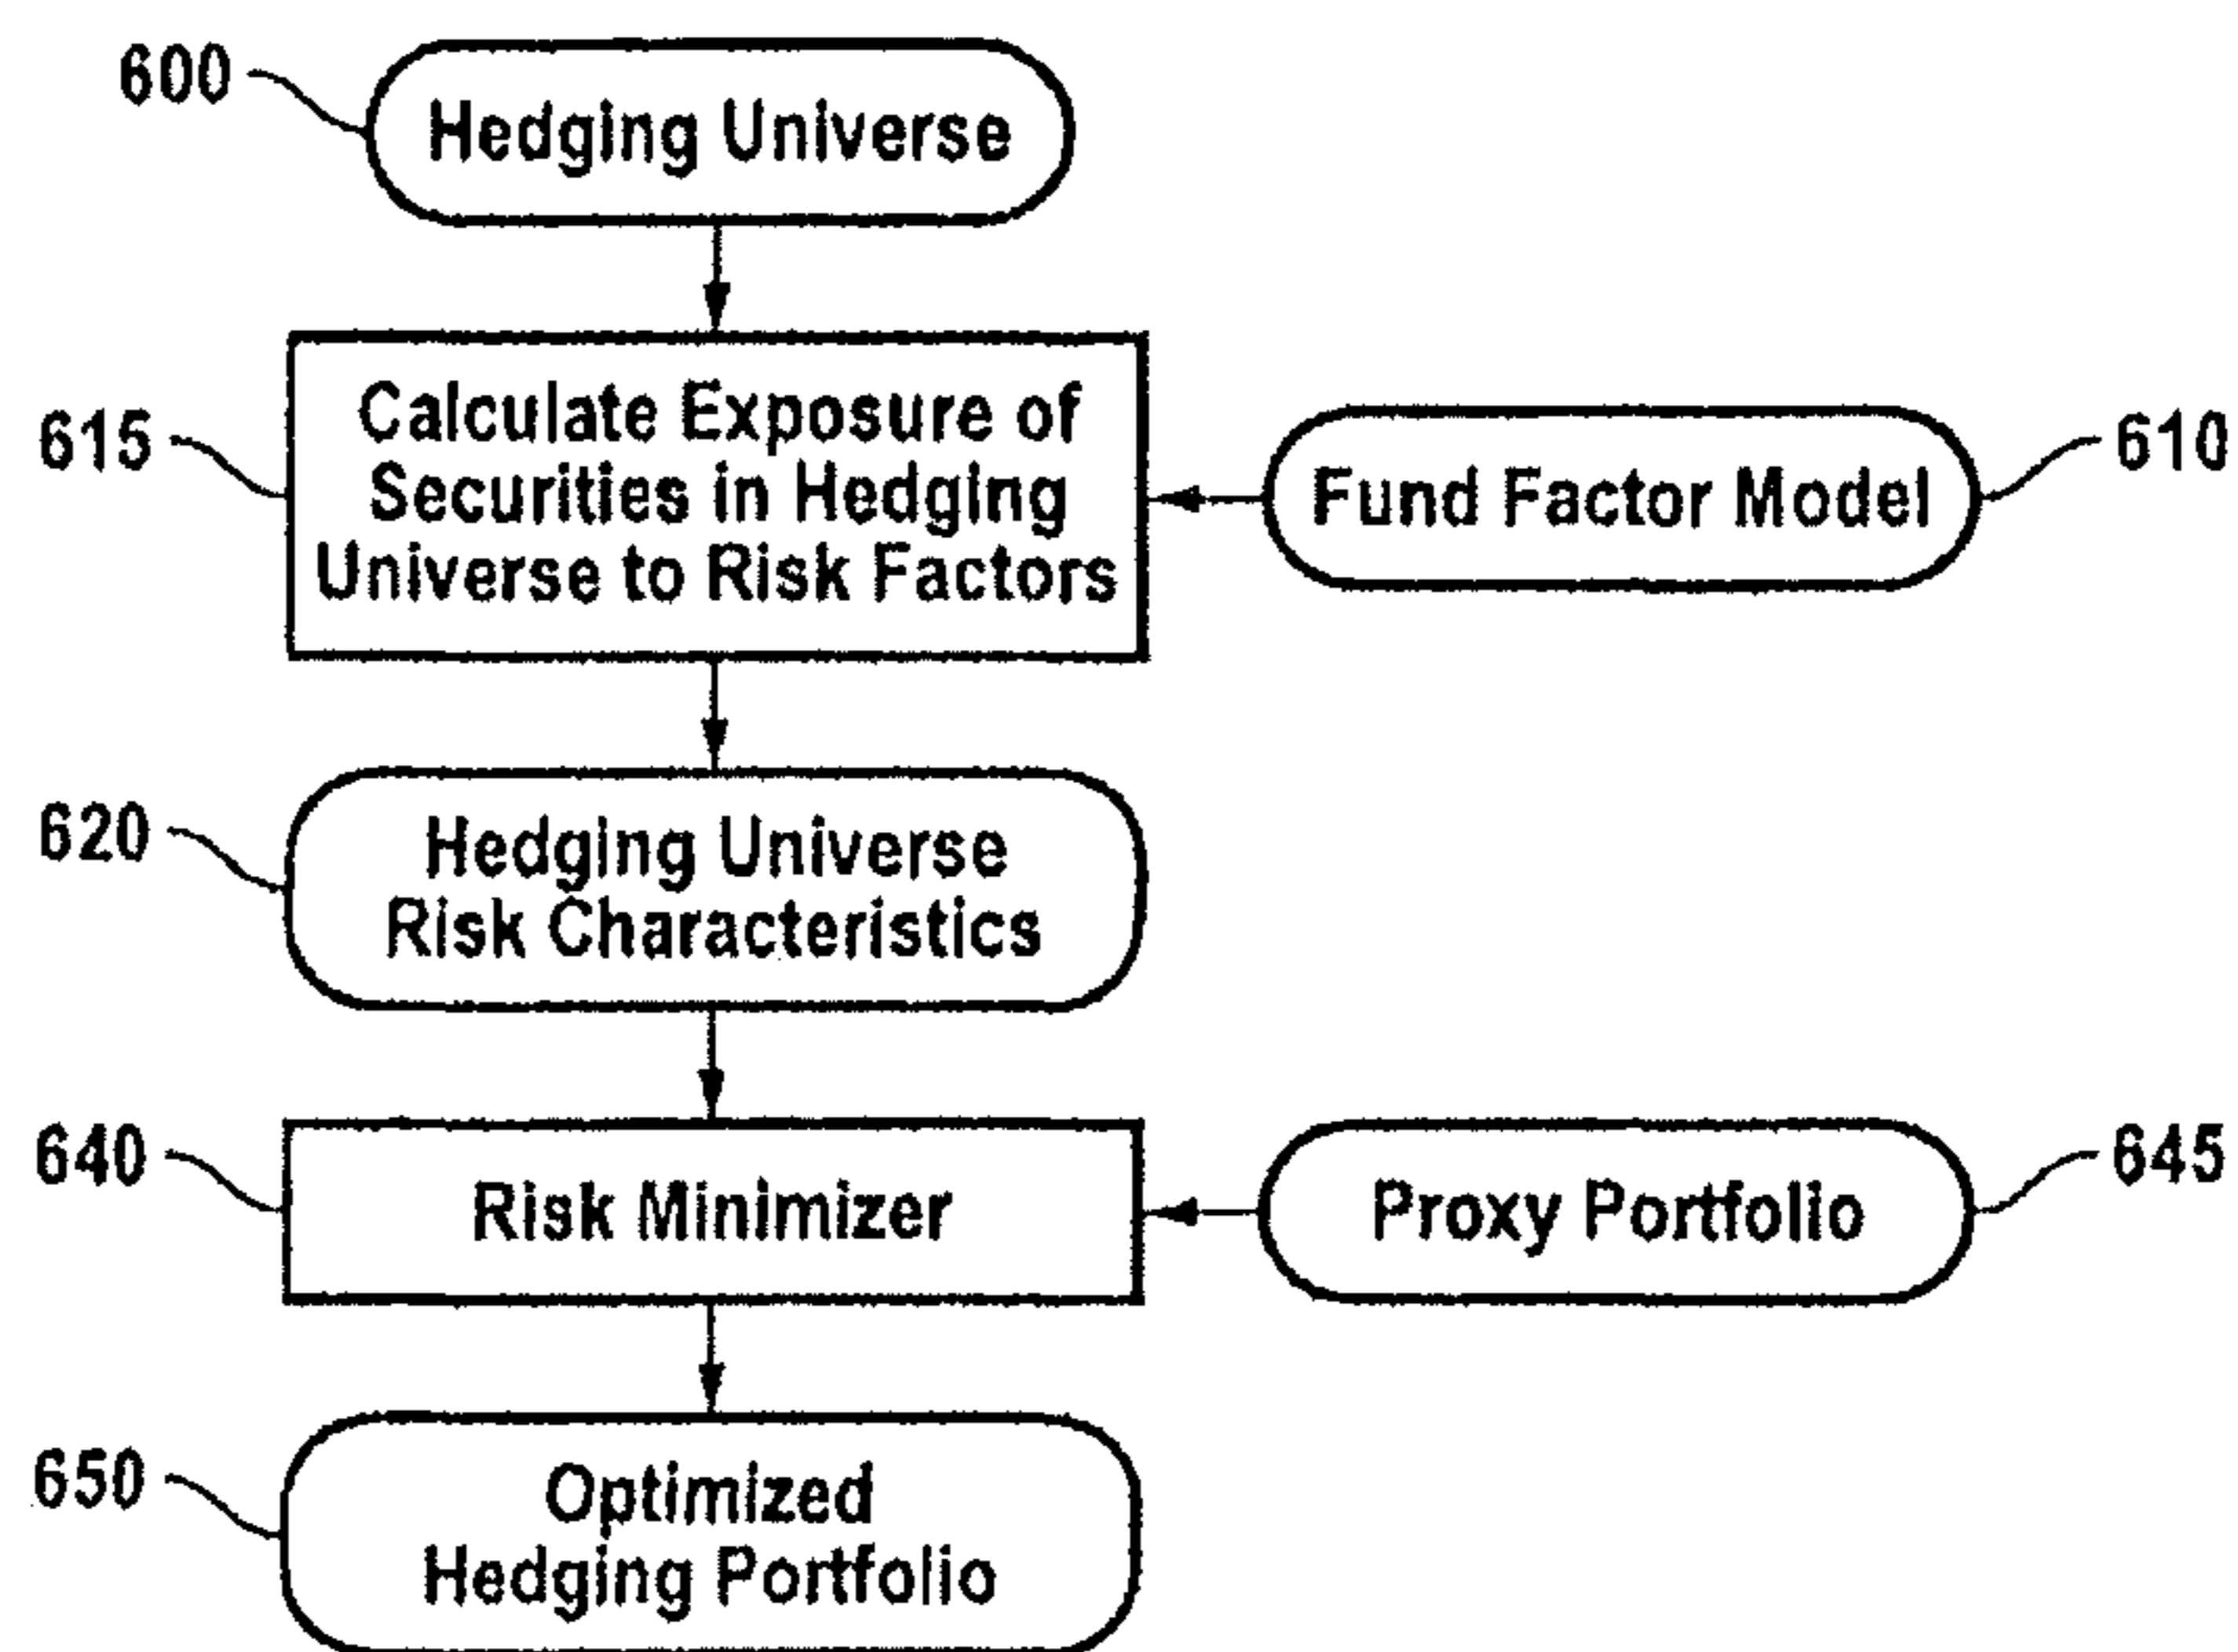 600
Hedging Universe
615
Calculate Exposure of
Securities in Hedging
Universe to Risk Factors
Fund Factor Model
610
620
Hedging Universe
Risk Characteristics
640
Risk Minimizer
Proxy Portfolio
645
650
Optimized
Hedging Portfolio